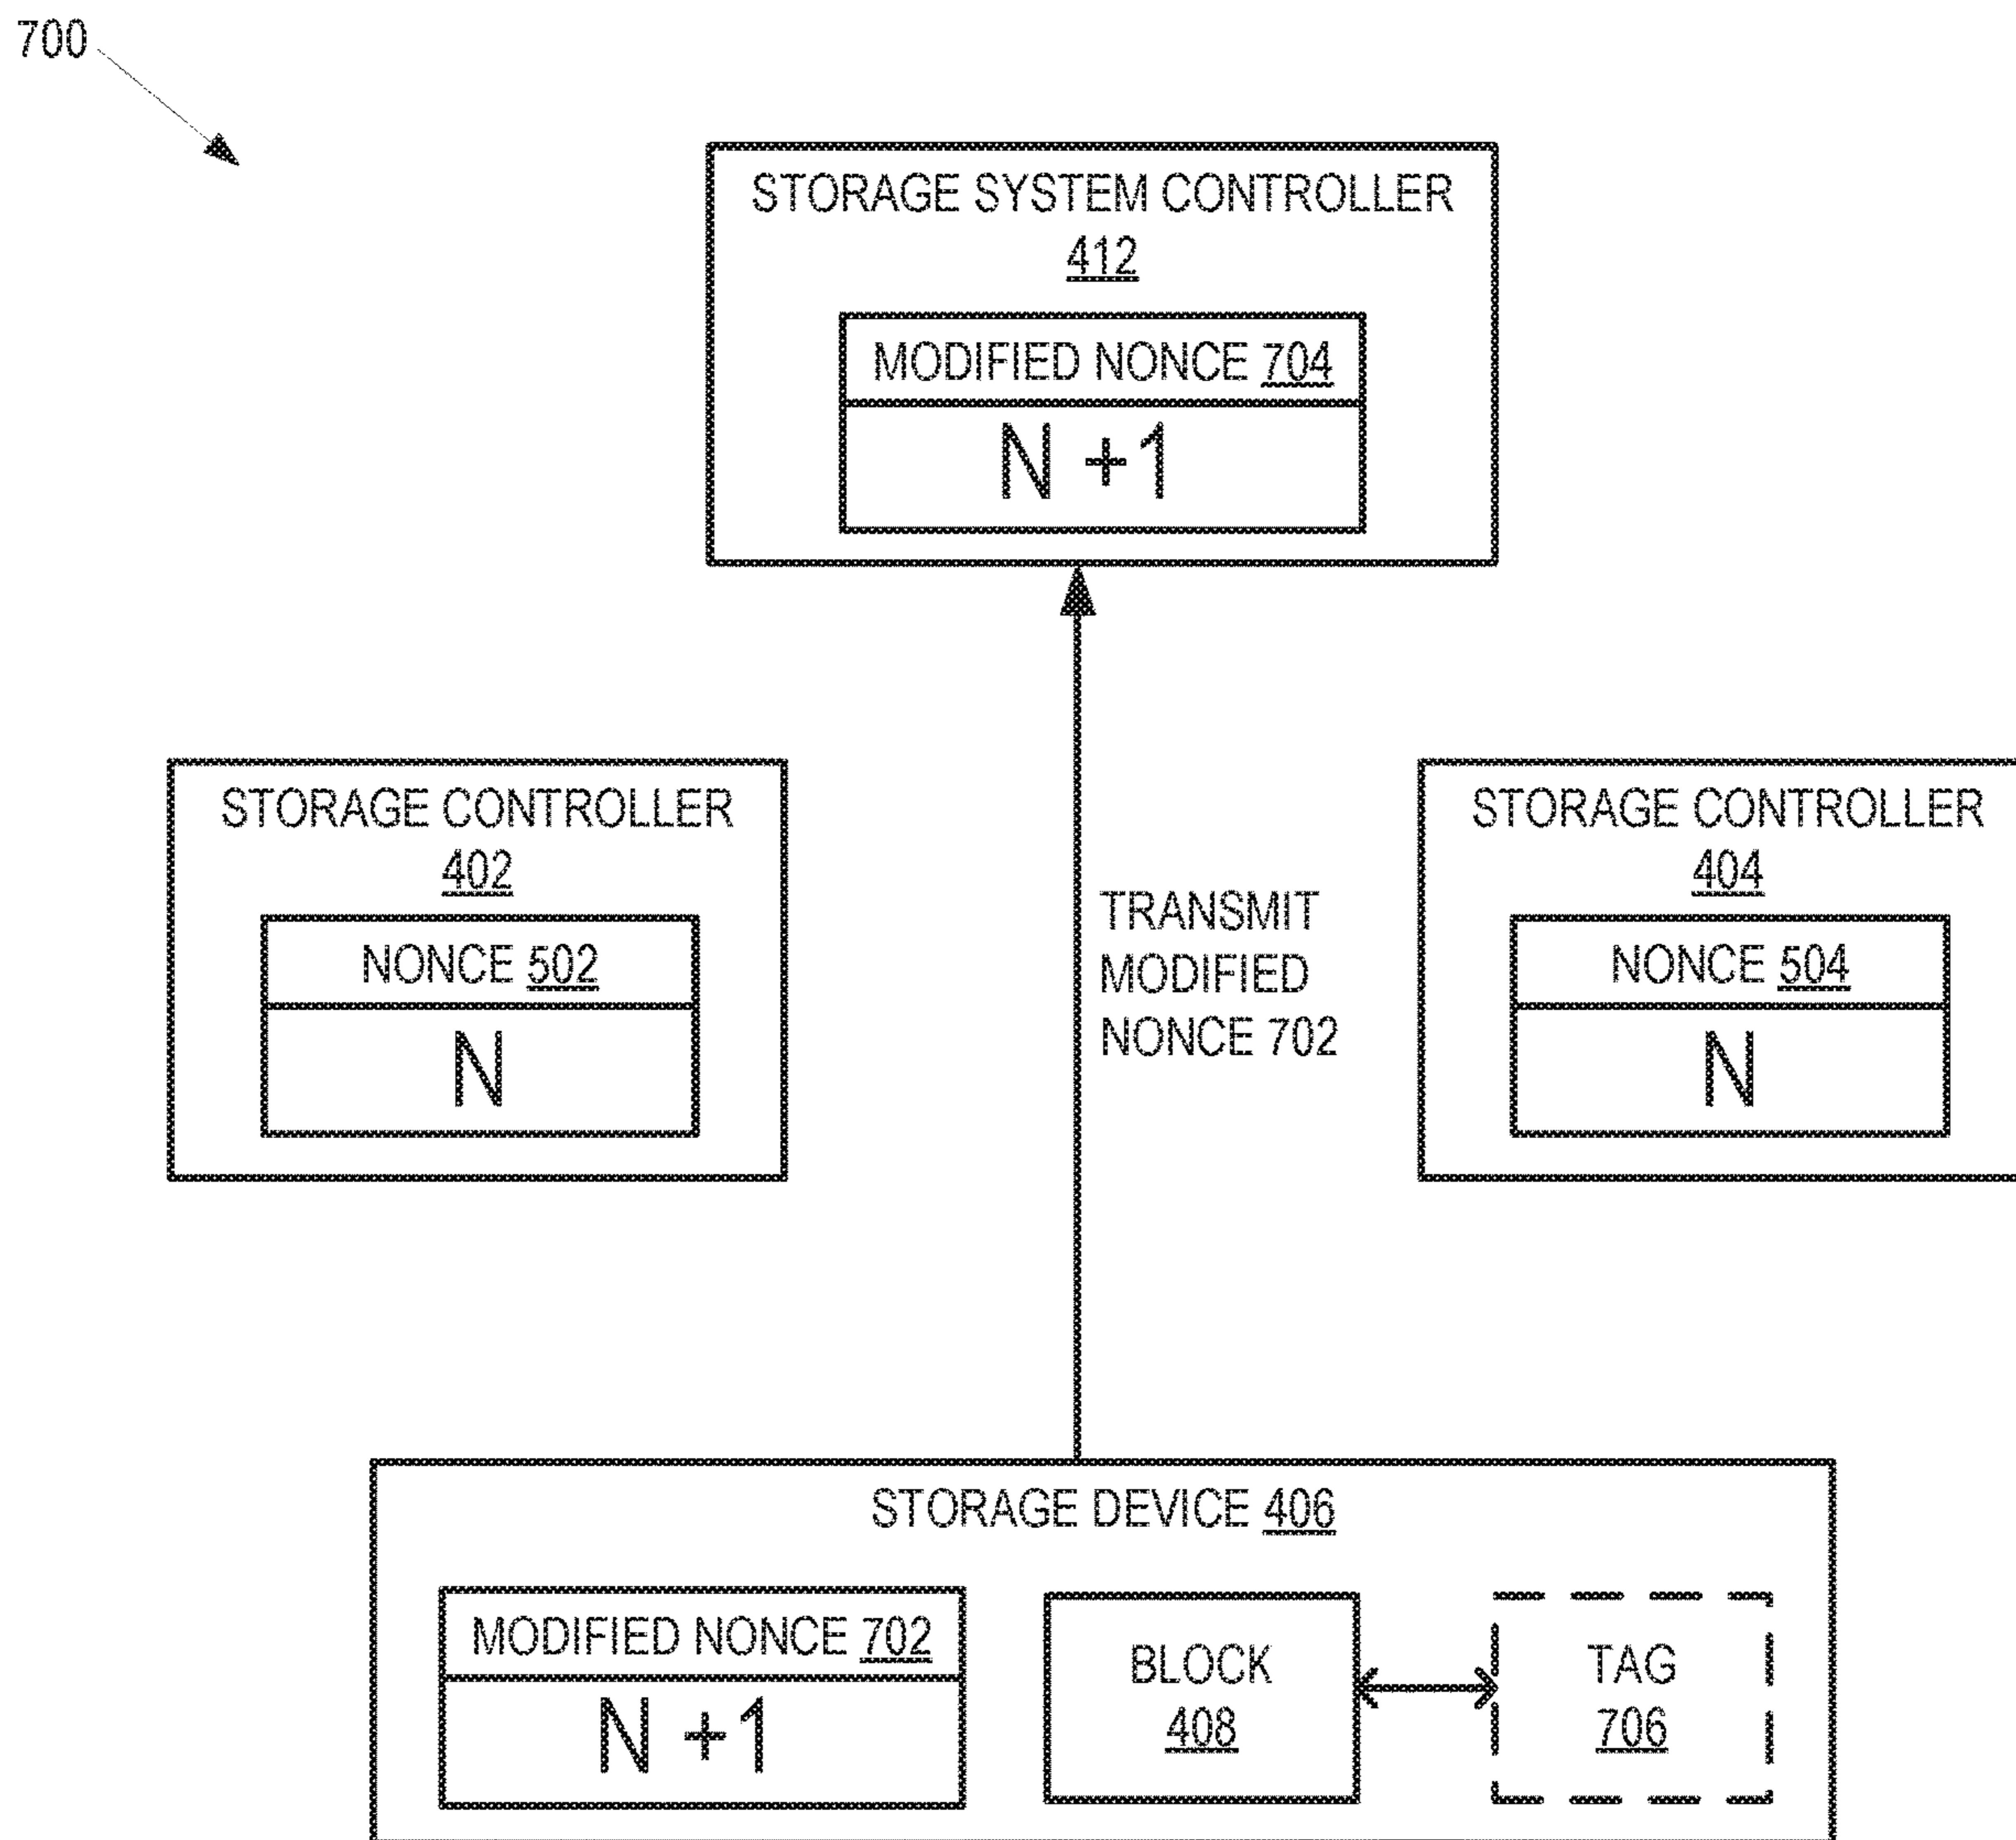 700
STORAGE SYSTEM CONTROLLER
412
MODIFIED NONCE 704
N +1
STORAGE CONTROLLER
402
NONCE 502
N
TRANSMIT
MODIFIED
NONCE 702
STORAGE CONTROLLER
404
NONCE 504
N
STORAGE DEVICE 406
MODIFIED NONCE 702
N +1
BLOCK
408
TAG
706